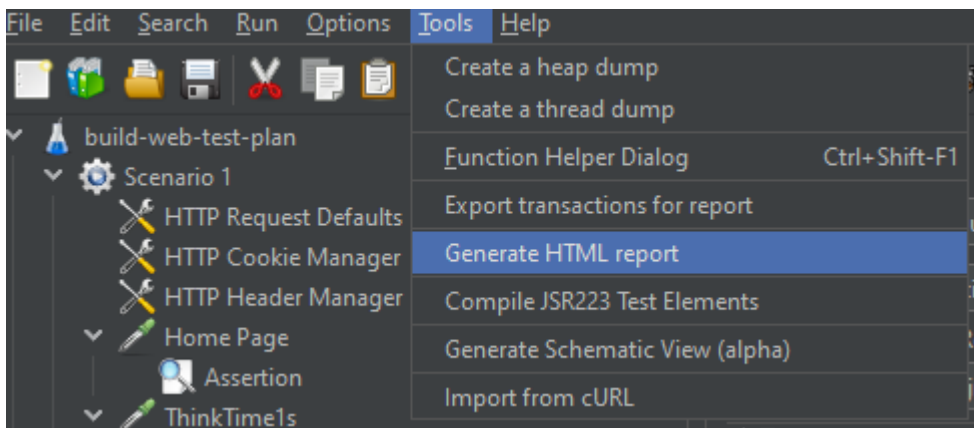 File Edit Search Run Options Tools Help
Create a heap dump
Create a thread dump
Function Helper Dialog Ctrl+Shift-F1
Export transactions for report
Generate HTML report
Compile JSR223 Test Elements
Generate Schematic View (alpha)
Import from cURL
build-web-test-plan
Scenario 1
HTTP Request Defaults
HTTP Cookie Manager
HTTP Header Manager
Home Page
Assertion
ThinkTime1s